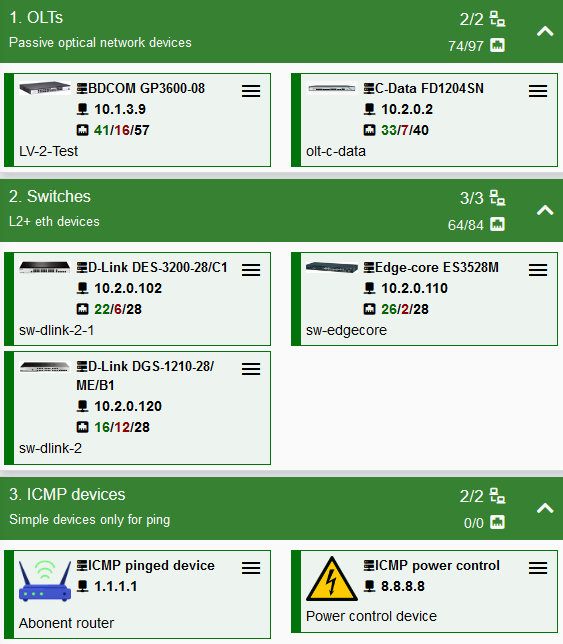 1. OLTs
2/2
Passive optical network devices
74/97
BDCOM GP3600-08
10.1.3.9
41/16/57
LV-2-Test
C-Data FD1204SN
10.2.0.2
33/7/40
olt-c-data
2. Switches
3/3
L2+ eth devices
64/84
D-Link DES-3200-28/C1
10.2.0.102
22/6/28
sw-dlink-2-1
Edge-core ES3528M
10.2.0.110
26/2/28
sw-edgecore
D-Link DGS-1210-28/
ME/B1
10.2.0.120
16/12/28
sw-dlink-2
3. ICMP devices
2/2
Simple devices only for ping
0/0
ICMP pinged device
1.1.1.1
Abonent router
ICMP power control
8.8.8.8
Power control device